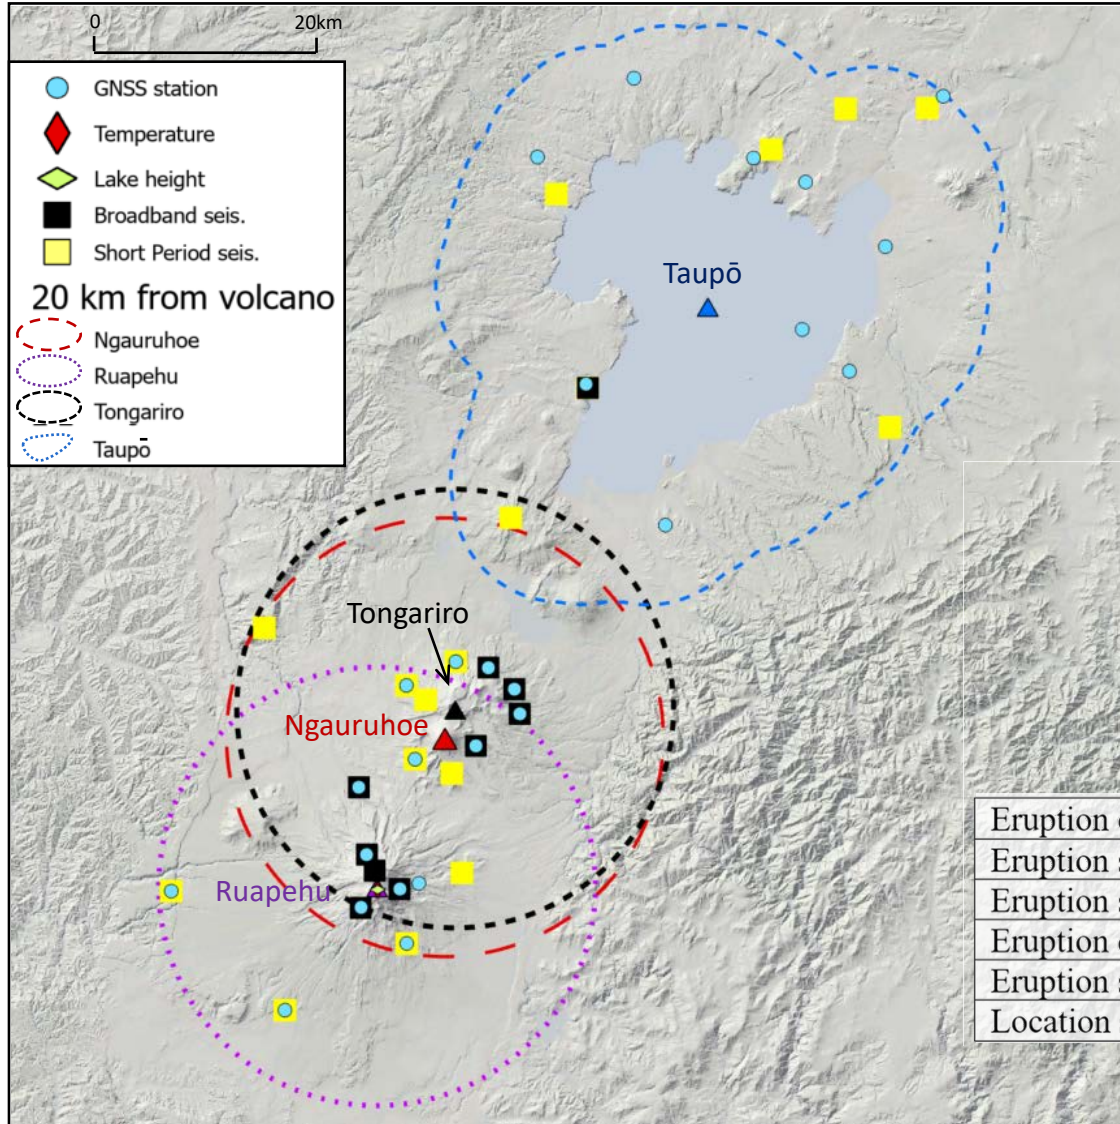 0 20km
GNSS station
Temperature
Lake height
Broadband seis.
Short Period seis.
20 km from volcano
Ngauruhoe
Ruapehu
Tongariro
Taupō
Taupō
Tongariro
Ngauruhoe
Ruapehu
Eruption
Eruption
Eruption
Eruption
Eruption
Location